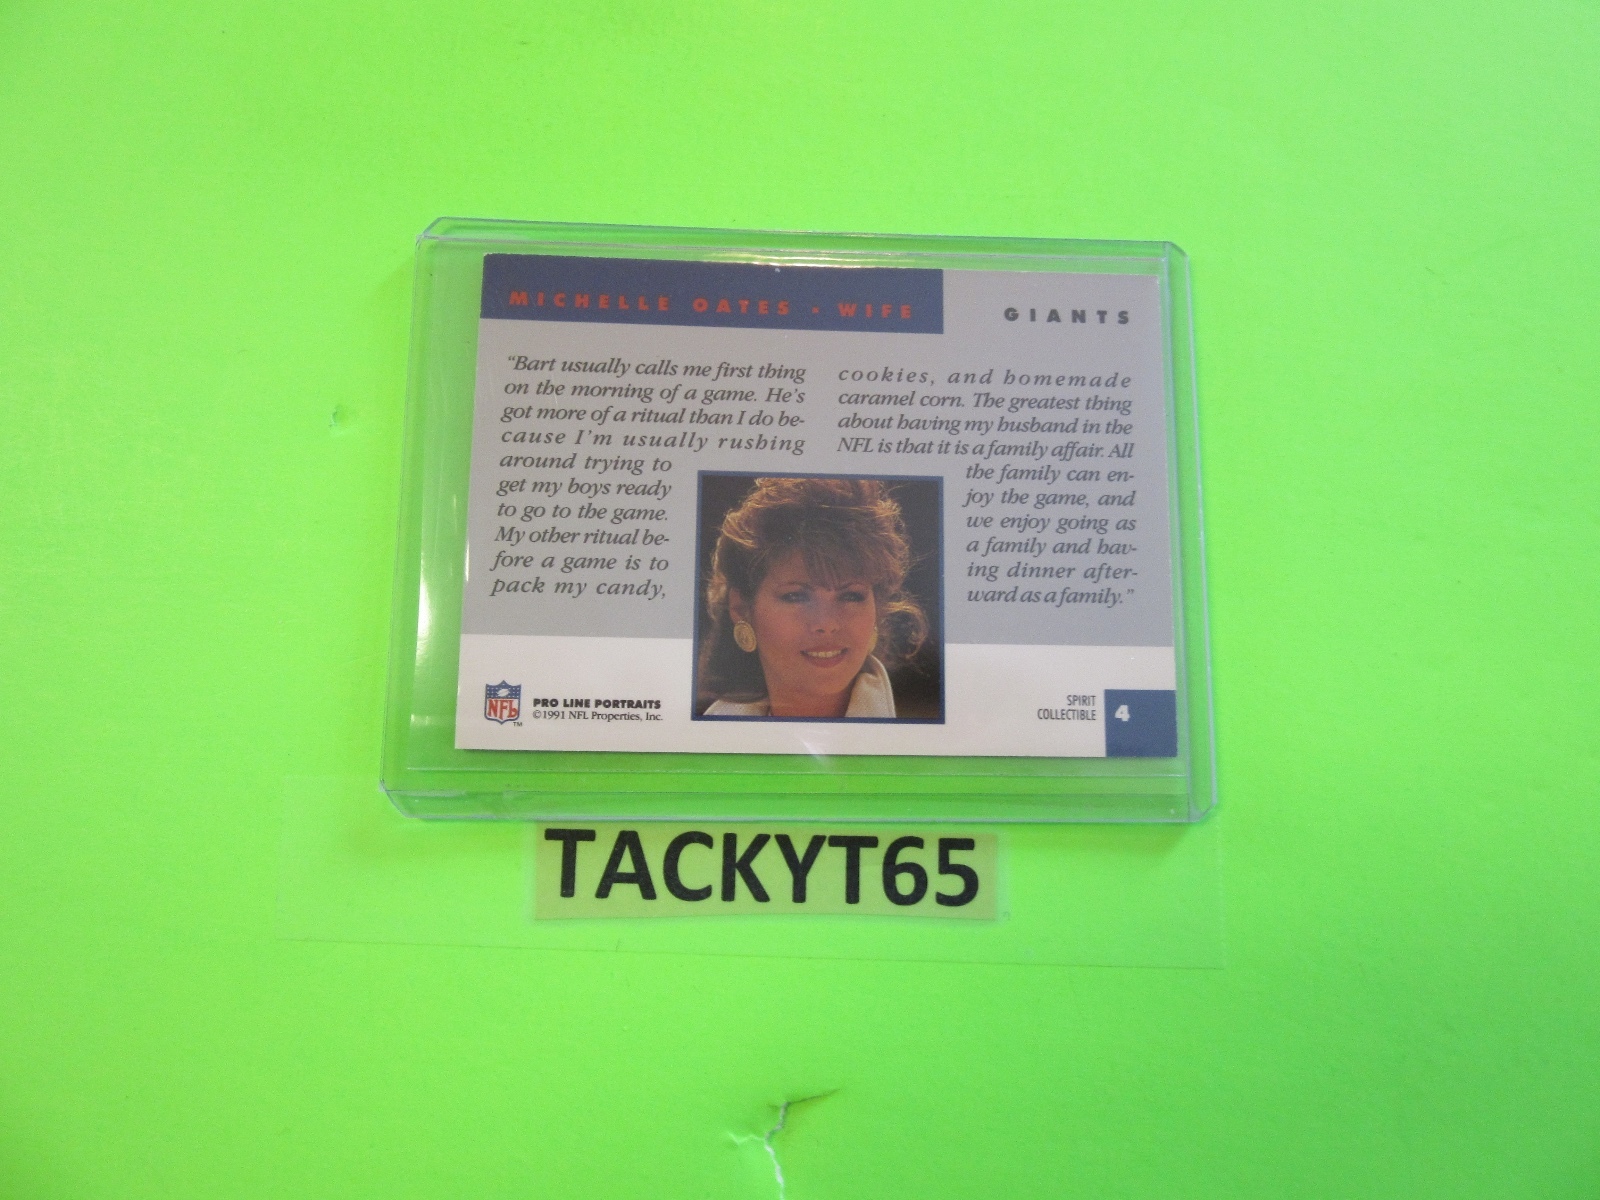 MICHELLE OATES - WIFE
GIANTS
"Bart usually calls me first thing
on the morning of a game. He's
got more of a ritual than I do be-
cause I'm usually rushing
around trying to
get my boys ready
to go to the game.
My other ritual be-
fore a game is to
pack my candy,
cookies, and homemade
caramel corn. The greatest thing
about having my husband in the
NFL is that it is a family affair. All
the family can en-
joy the game, and
we enjoy going as
a family and hav-
ing dinner after-
ward as a family."
NFL
TM
PRO LINE PORTRAITS
©1991 NFL Properties, Inc.
SPIRIT
COLLECTIBLE
4
TACKYT65